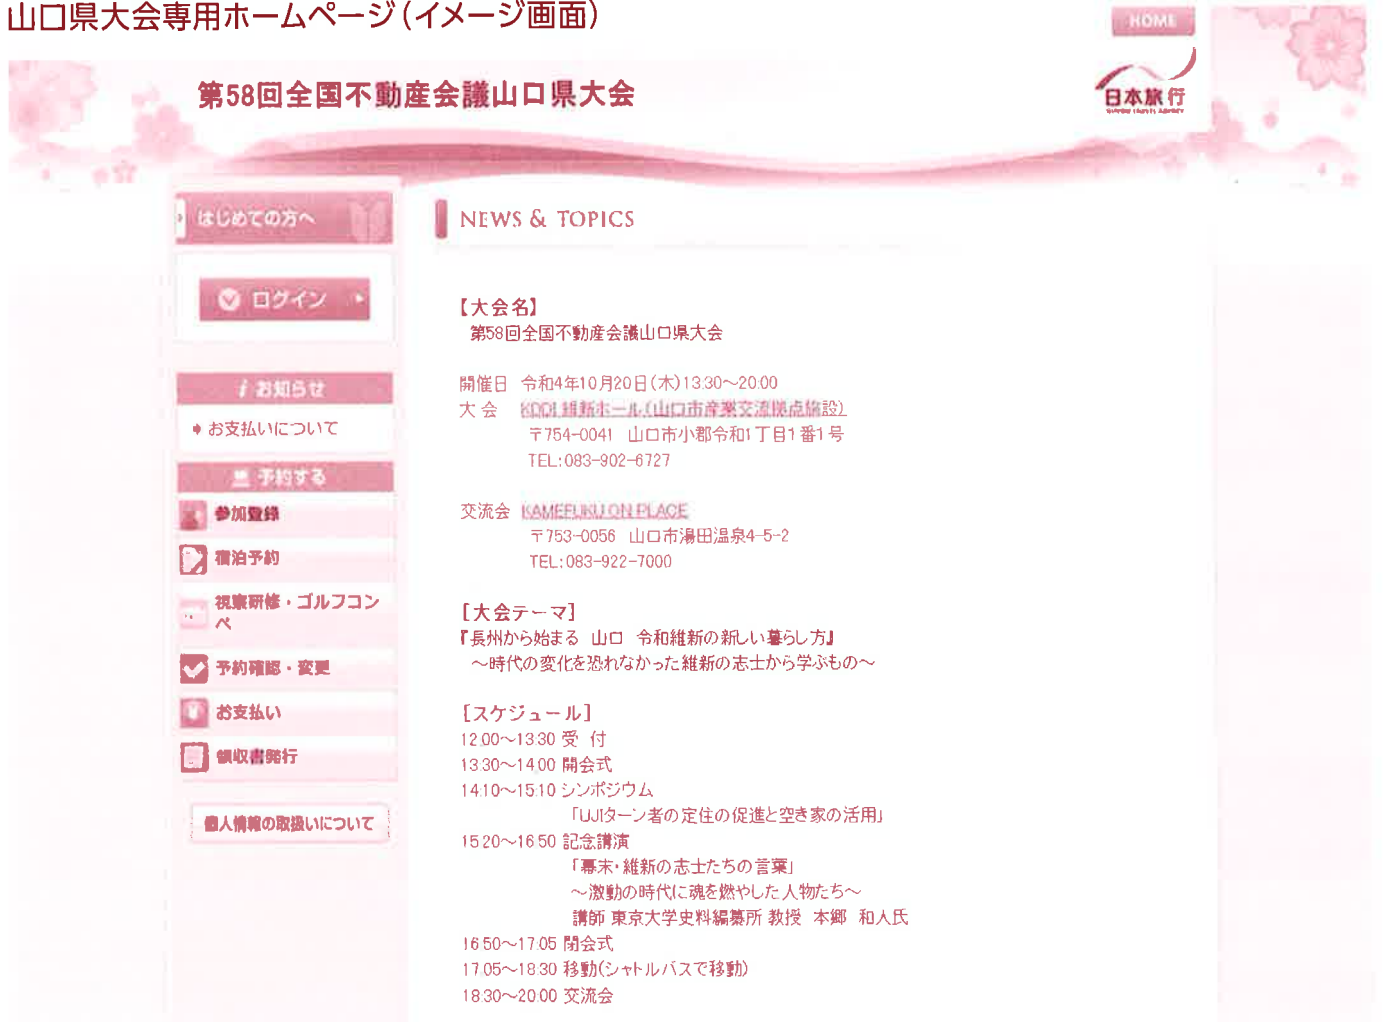 山口県大会専用ホームページ(イメージ画面)
HOME
第58回全国不動産会議山口県大会
日本旅行
はじめての方へ
ログイン
i お知らせ
お支払いについて
予約する
参加登録
宿泊予約
視察研修・ゴルフコン
ペ
予約確認・変更
お支払い
領収書発行
個人情報の取扱いについて
NEWS & TOPICS
【大会名】
第58回全国不動産会議山口県大会
開催日 令和4年10月20日(木)13:30～20:00
大 会 KDDI維新ホール(山口市産業交流拠点施設)
〒754-0041 山口市小郡令和1丁目1番1号
TEL:083-902-6727
交流会 KAMEFUKU ON PLACE
〒753-0056 山口市湯田温泉4-5-2
TEL:083-922-7000
[大会テーマ]
『長州から始まる 山口 令和維新の新しい暮らし方』
～時代の変化を恐れなかった維新の志士から学ぶもの～
[スケジュール]
12:00～13:30 受 付
13:30～14:00 開会式
14:10～15:10 シンポジウム
「UJIターン者の定住の促進と空き家の活用」
15:20～16:50 記念講演
「幕末・維新の志士たちの言葉」
～激動の時代に魂を燃やした人物たち～
講師 東京大学史料編纂所 教授 本郷 和人氏
16:50～17:05 閉会式
17:05～18:30 移動(シャトルバスで移動)
18:30～20:00 交流会